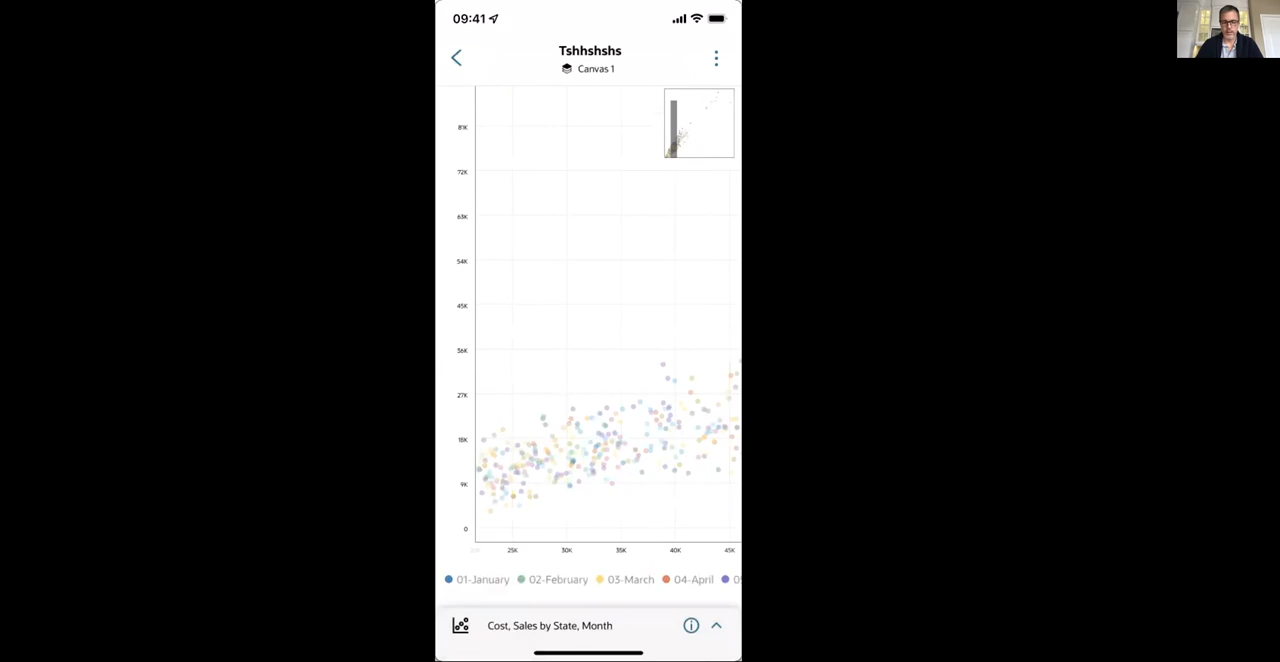 09:41
Tshhshshs
Canvas 1
81K
72K
63K
54K
45K
36K
27K
18K
9K
0
25K 30K 35K 40K 45K
01-January 02-February 03-March 04-April
Cost, Sales by State, Month